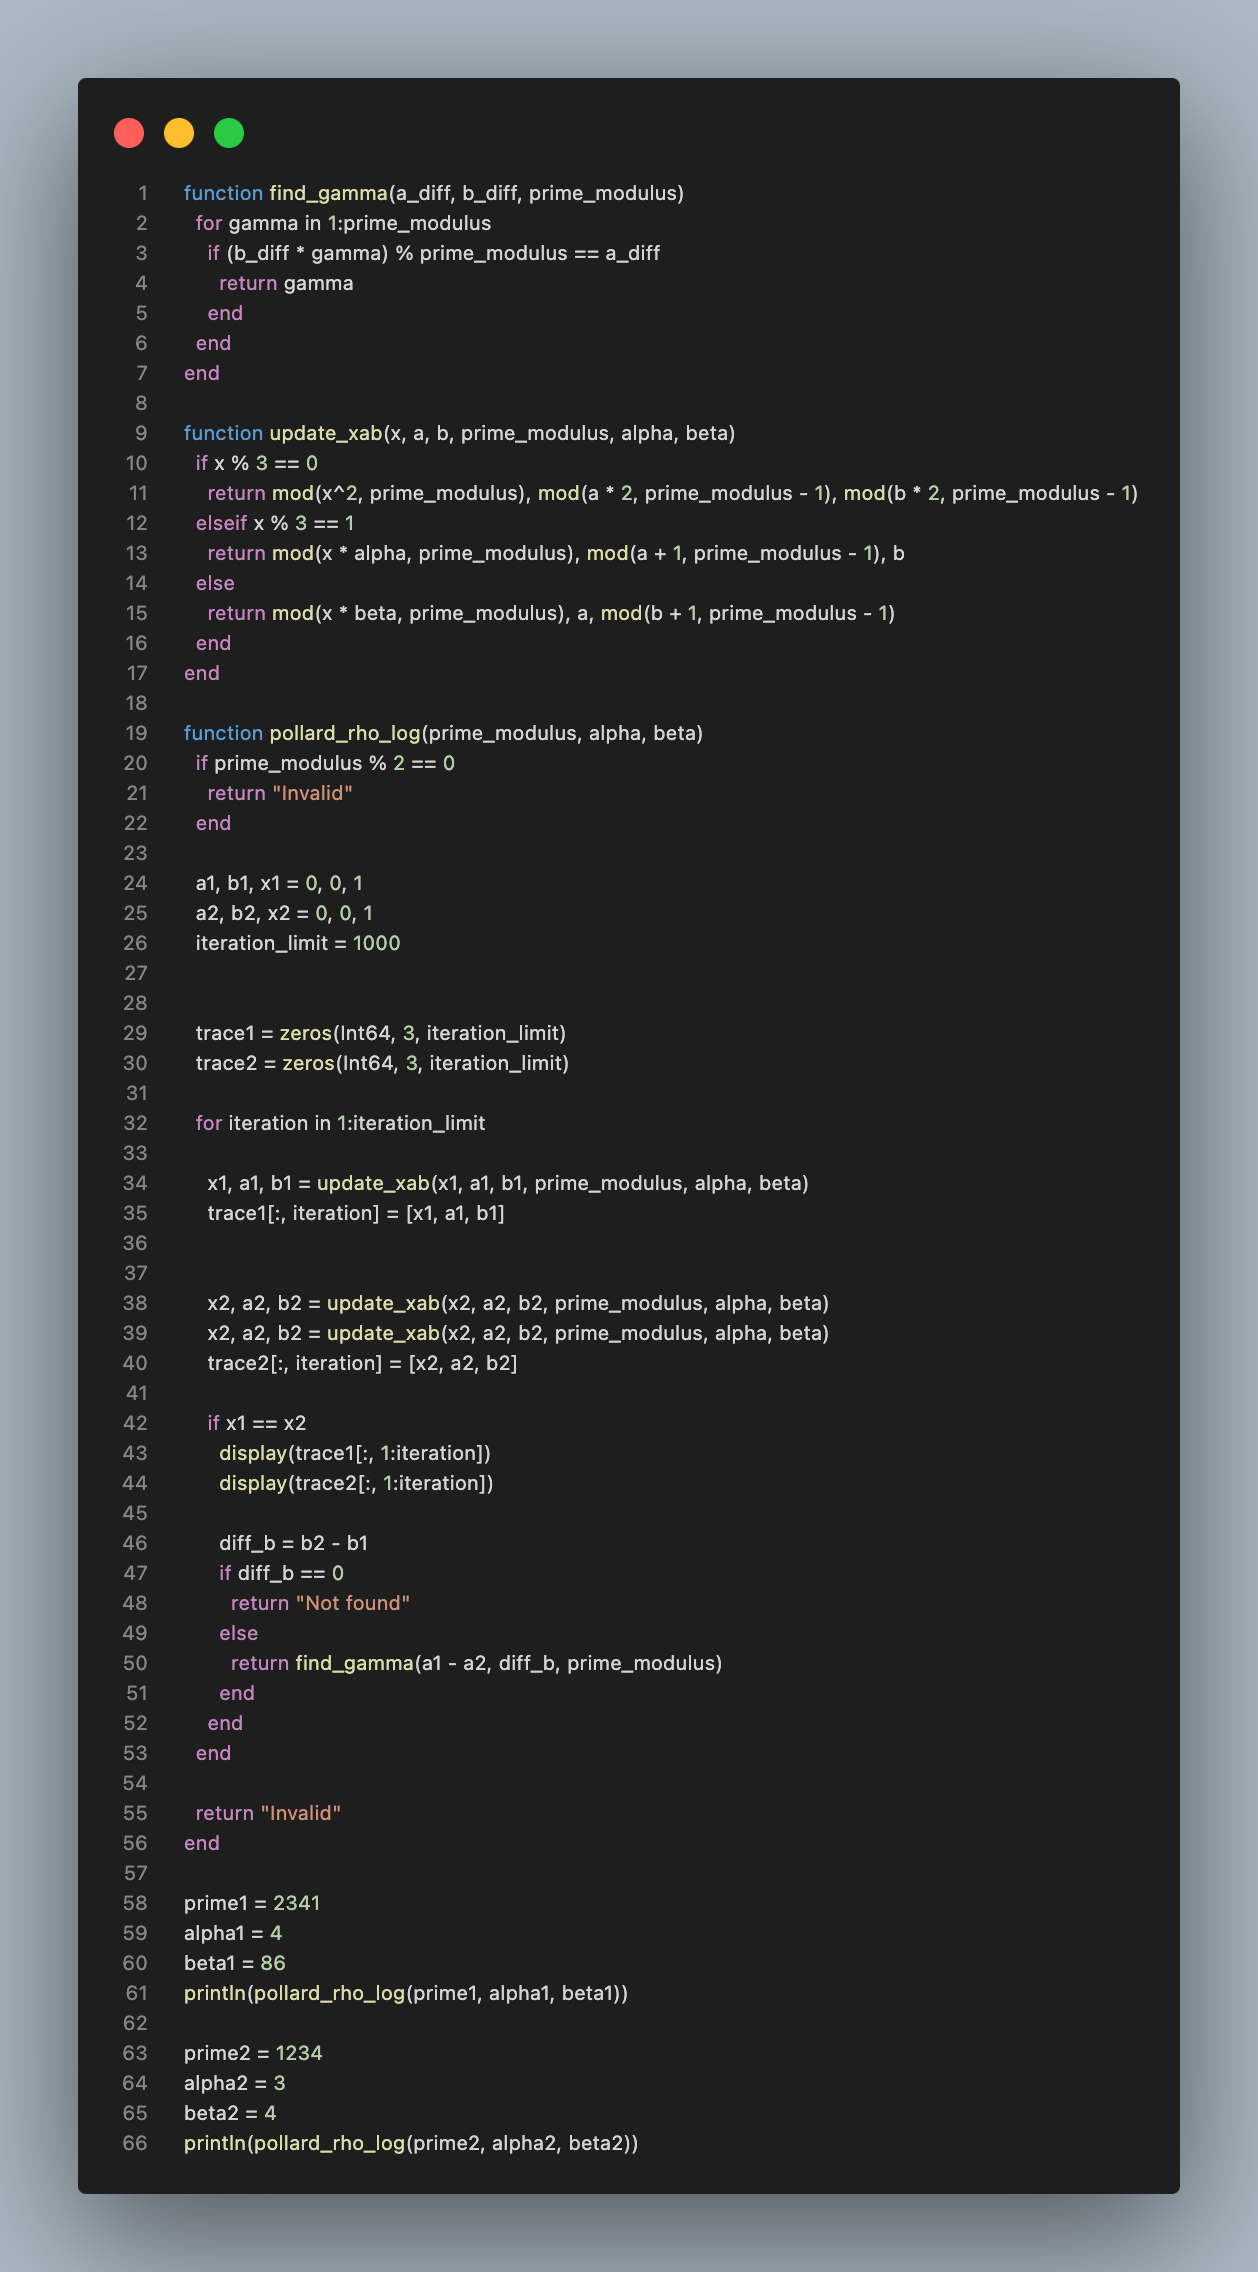 1 function find_gamma(a_diff, b_diff, prime_modulus)
2   for gamma in 1:prime_modulus
3     if (b_diff * gamma) % prime_modulus == a_diff
4       return gamma
5     end
6   end
7 end
8
9 function update_xab(x, a, b, prime_modulus, alpha, beta)
10   if x % 3 == 0
11     return mod(x^2, prime_modulus), mod(a * 2, prime_modulus - 1), mod(b * 2, prime_modulus - 1)
12   elseif x % 3 == 1
13     return mod(x * alpha, prime_modulus), mod(a + 1, prime_modulus - 1), b
14   else
15     return mod(x * beta, prime_modulus), a, mod(b + 1, prime_modulus - 1)
16   end
17 end
18
19 function pollard_rho_log(prime_modulus, alpha, beta)
20   if prime_modulus % 2 == 0
21     return "Invalid"
22   end
23
24   a1, b1, x1 = 0, 0, 1
25   a2, b2, x2 = 0, 0, 1
26   iteration_limit = 1000
27
28
29   trace1 = zeros(Int64, 3, iteration_limit)
30   trace2 = zeros(Int64, 3, iteration_limit)
31
32   for iteration in 1:iteration_limit
33
34     x1, a1, b1 = update_xab(x1, a1, b1, prime_modulus, alpha, beta)
35     trace1[:, iteration] = [x1, a1, b1]
36
37
38     x2, a2, b2 = update_xab(x2, a2, b2, prime_modulus, alpha, beta)
39     x2, a2, b2 = update_xab(x2, a2, b2, prime_modulus, alpha, beta)
40     trace2[:, iteration] = [x2, a2, b2]
41
42     if x1 == x2
43       display(trace1[:, 1:iteration])
44       display(trace2[:, 1:iteration])
45
46       diff_b = b2 - b1
47       if diff_b == 0
48         return "Not found"
49       else
50         return find_gamma(a1 - a2, diff_b, prime_modulus)
51       end
52     end
53   end
54
55   return "Invalid"
56 end
57
58 prime1 = 2341
59 alpha1 = 4
60 beta1 = 86
61 println(pollard_rho_log(prime1, alpha1, beta1))
62
63 prime2 = 1234
64 alpha2 = 3
65 beta2 = 4
66 println(pollard_rho_log(prime2, alpha2, beta2))